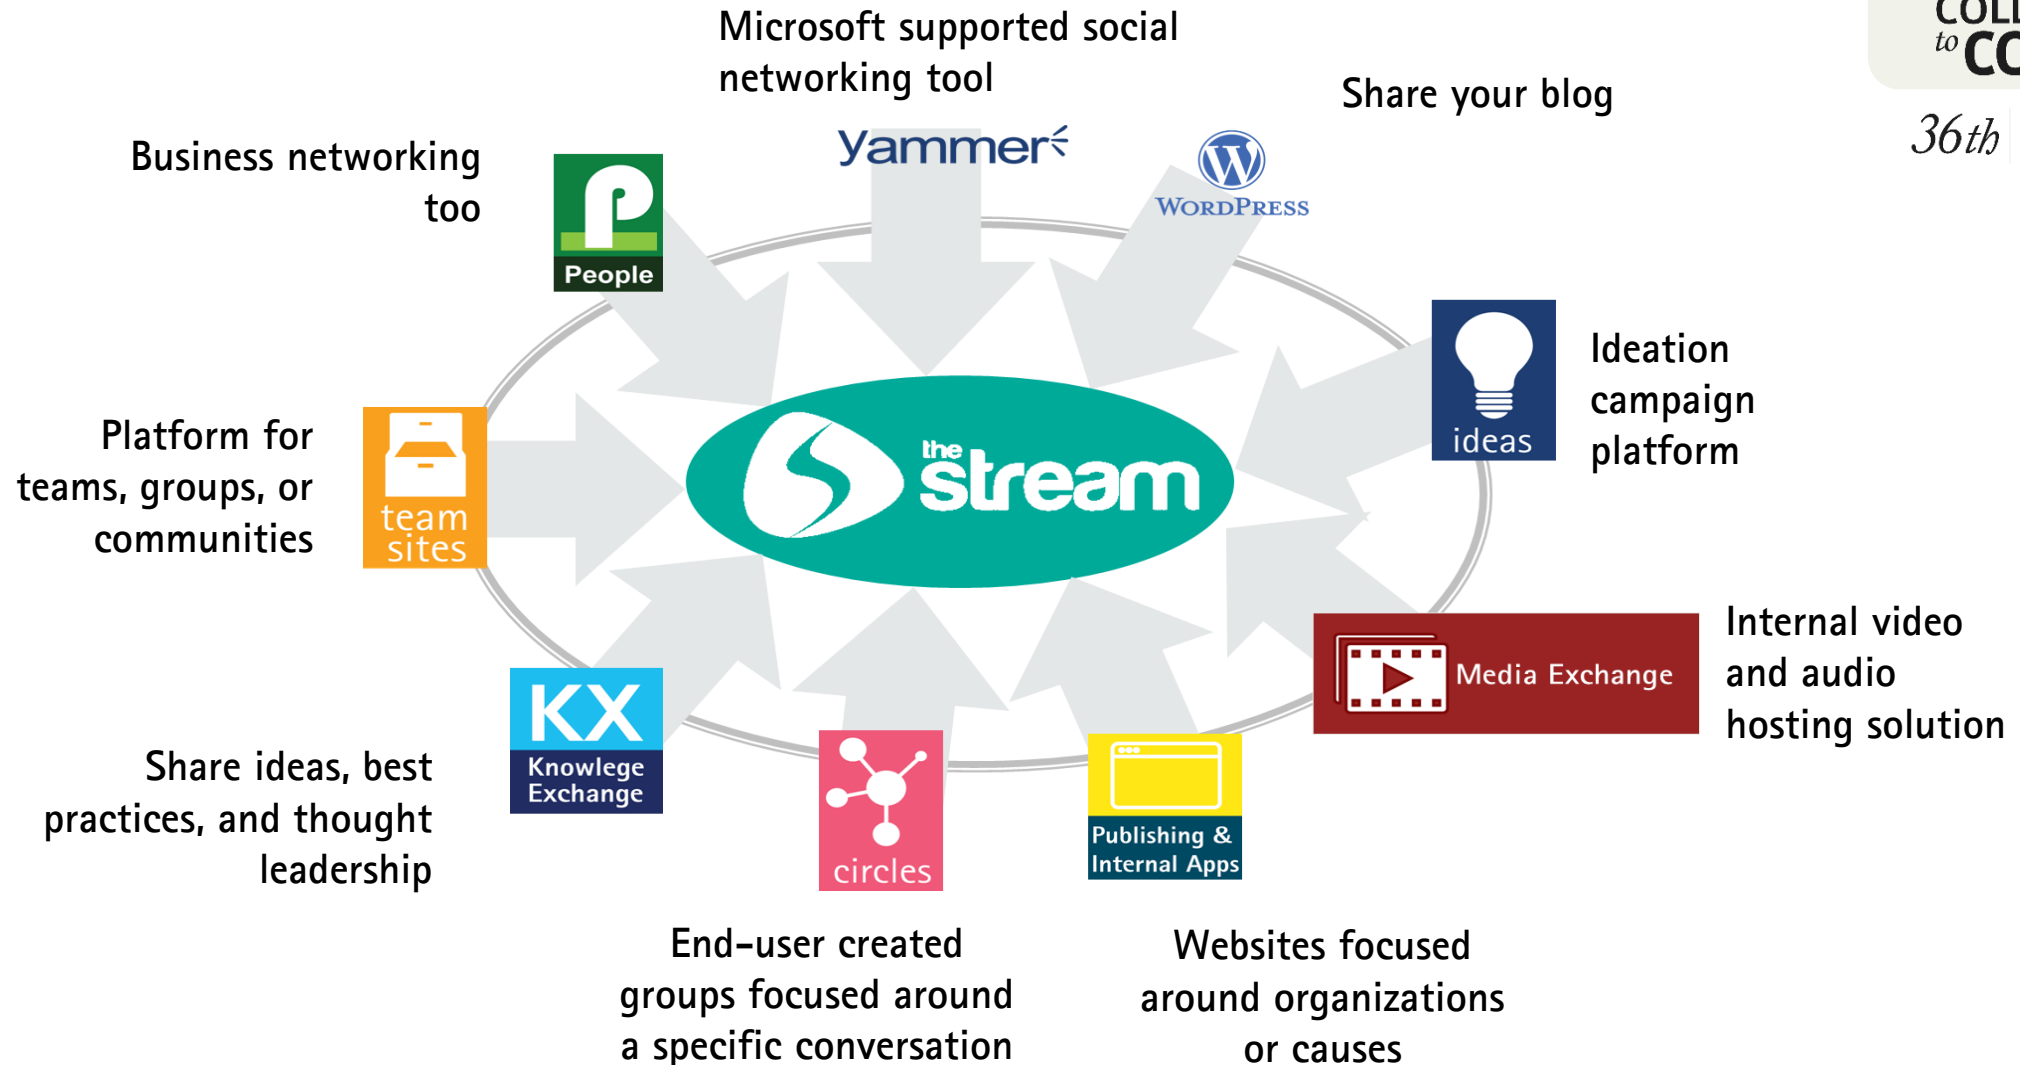 Microsoft supported social
networking tool
yammer
Share your blog
WORDPRESS
to
36th
Business networking
too
People
Ideation
campaign
platform
ideas
Platform for
teams, groups, or
communities
team
sites
the
stream
Internal video
and audio
hosting solution
Media Exchange
KX
Knowlege
Exchange
Share ideas, best
practices, and thought
leadership
circles
Publishing &
Internal Apps
End-user created
groups focused around
a specific conversation
Websites focused
around organizations
or causes